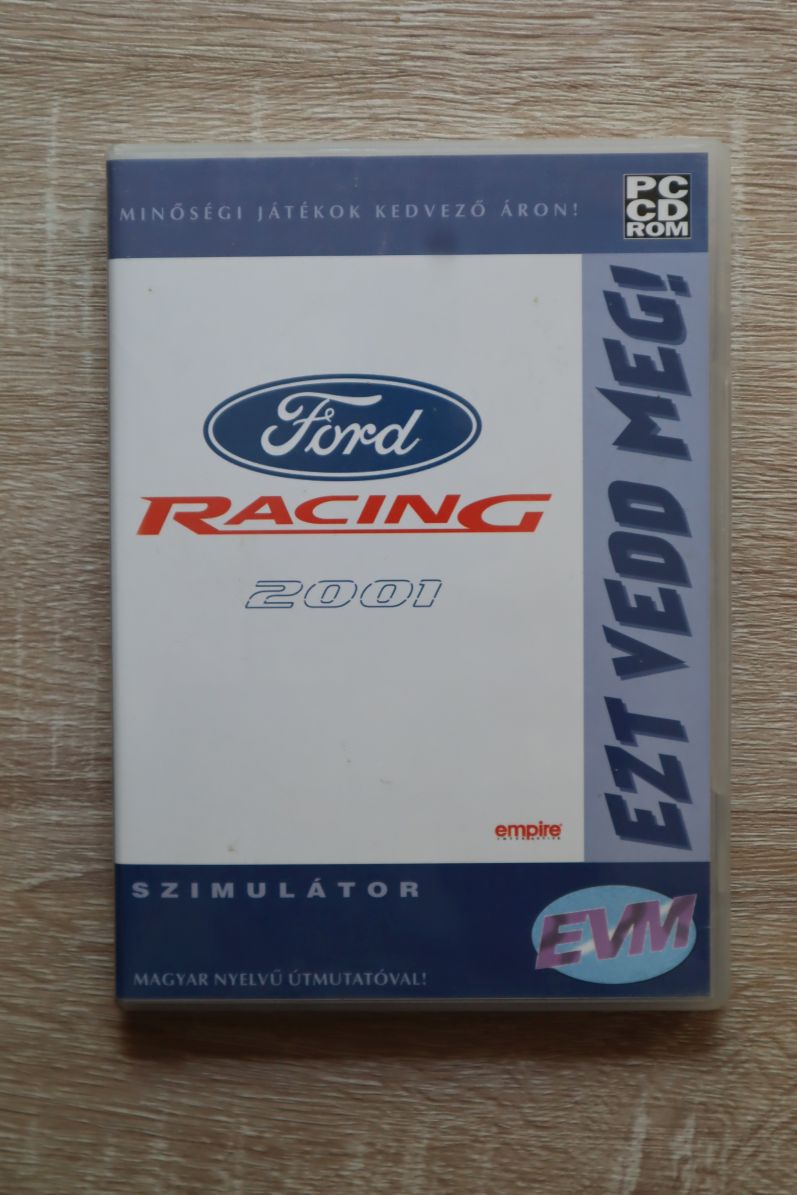 MINŐSÉGI JÁTÉKOK KEDVEZŐ ÁRON!
PC
CD
ROM
EZT VEDD MEG!
Ford
RACING
2001
empire
INTERACTIVE
SZIMULÁTOR
EVM
MAGYAR NYELVŰ ÚTMUTATÓVAL!